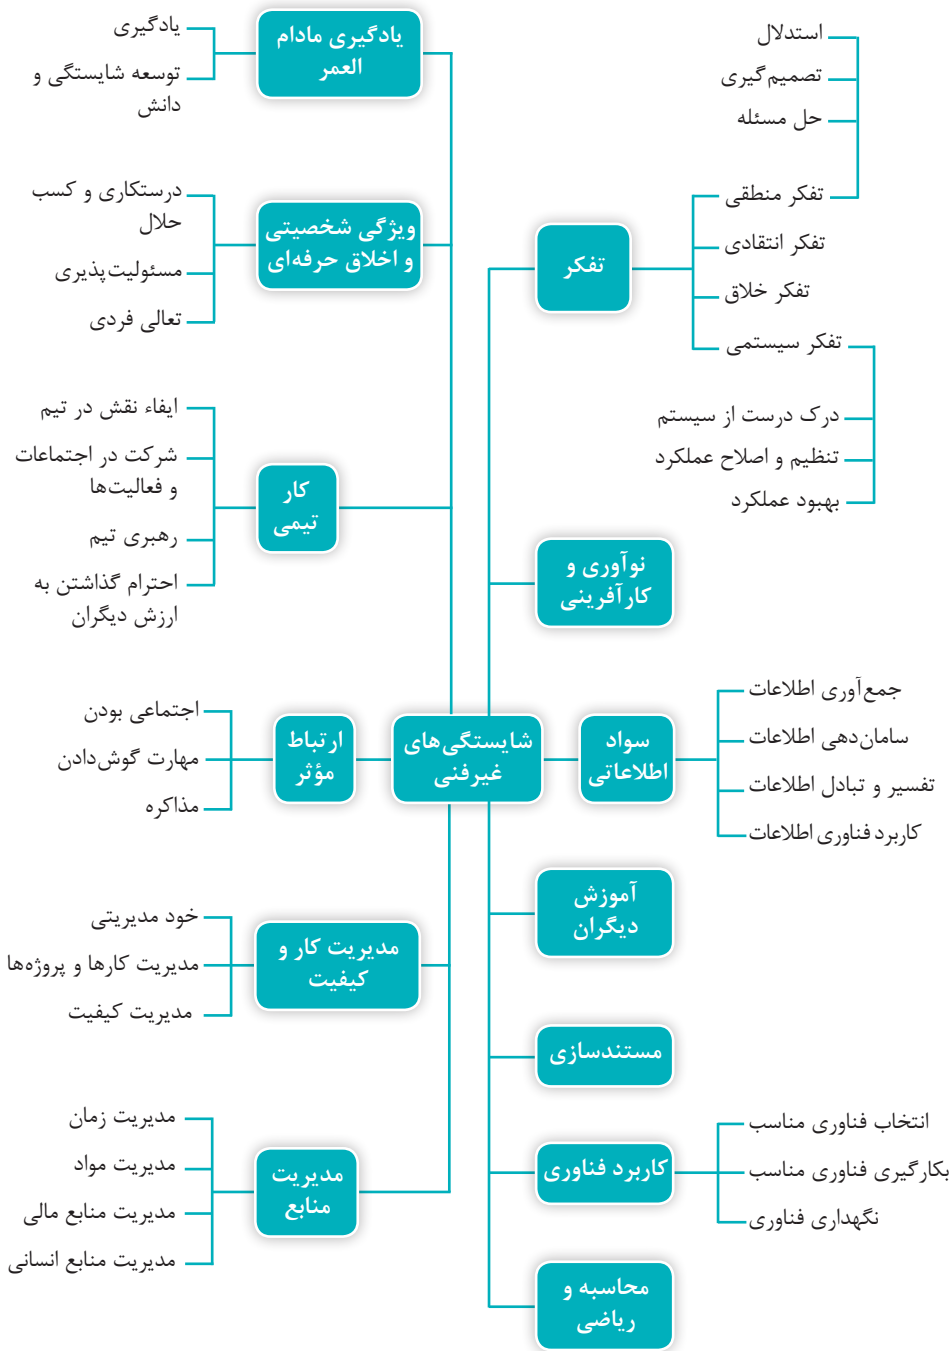 استدلال
تصمیم‌گیری
حل مسئله
تفکر منطقی
تفکر انتقادی
تفکر خلاق
تفکر سیستمی
درک درست از سیستم
تنظیم و اصلاح عملکرد
بهبود عملکرد
تفکر
نوآوری و
کارآفرینی
جمع‌آوری اطلاعات
سامان‌دهی اطلاعات
تفسیر و تبادل اطلاعات
کاربرد فناوری اطلاعات
سواد
اطلاعاتی
شایستگی‌های
غیرفنی
آموزش
دیگران
مستندسازی
انتخاب فناوری مناسب
بکارگیری فناوری مناسب
نگهداری فناوری
کاربرد فناوری
محاسبه و
ریاضی
یادگیری مادام
العمر
یادگیری
توسعه شایستگی و
دانش
ویژگی شخصیتی
و اخلاق حرفه‌ای
درستکاری و کسب
حلال
مسئولیت‌پذیری
تعالی فردی
کار
تیمی
ایفاء نقش در تیم
شرکت در اجتماعات
و فعالیت‌ها
رهبری تیم
احترام گذاشتن به
ارزش دیگران
ارتباط
مؤثر
اجتماعی بودن
مهارت گوش‌دادن
مذاکره
مدیریت کار و
کیفیت
خود مدیریتی
مدیریت کارها و پروژه‌ها
مدیریت کیفیت
مدیریت
منابع
مدیریت زمان
مدیریت مواد
مدیریت منابع مالی
مدیریت منابع انسانی